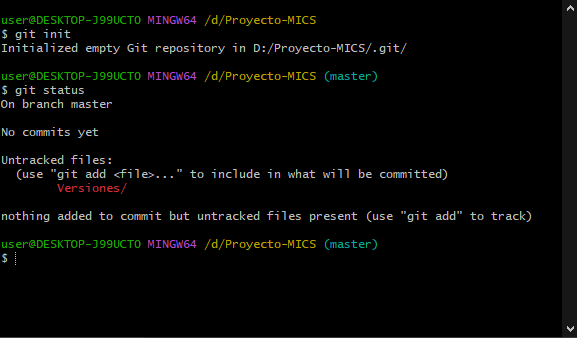 user@DESKTOP-J99UCTO MINGW64 /d/Proyecto-MICS
$ git init
Initialized empty Git repository in D:/Proyecto-MICS/.git/
user@DESKTOP-J99UCTO MINGW64 /d/Proyecto-MICS (master)
$ git status
On branch master
No commits yet
Untracked files:
(use "git add <file>..." to include in what will be committed)
Versiones/
nothing added to commit but untracked files present (use "git add" to track)
user@DESKTOP-J99UCTO MINGW64 /d/Proyecto-MICS (master)
$